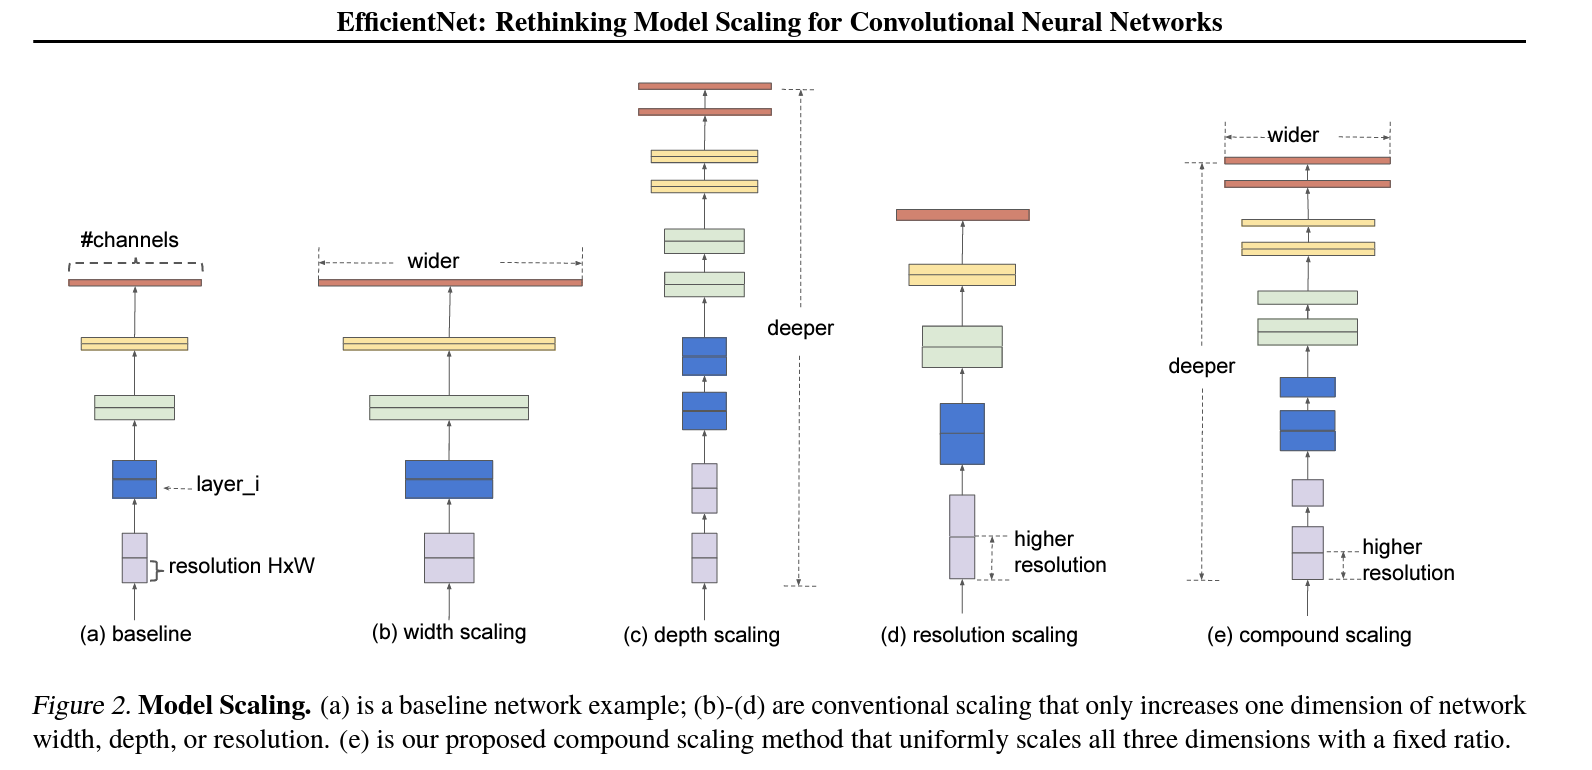 EfficientNet: Rethinking Model Scaling for Convolutional Neural Networks
#channels
layer_i
resolution HxW
(a) baseline
wider
(b) width scaling
deeper
(c) depth scaling
higher
resolution
(d) resolution scaling
wider
deeper
higher
resolution
(e) compound scaling
Figure 2. Model Scaling. (a) is a baseline network example; (b)-(d) are conventional scaling that only increases one dimension of network
width, depth, or resolution. (e) is our proposed compound scaling method that uniformly scales all three dimensions with a fixed ratio.